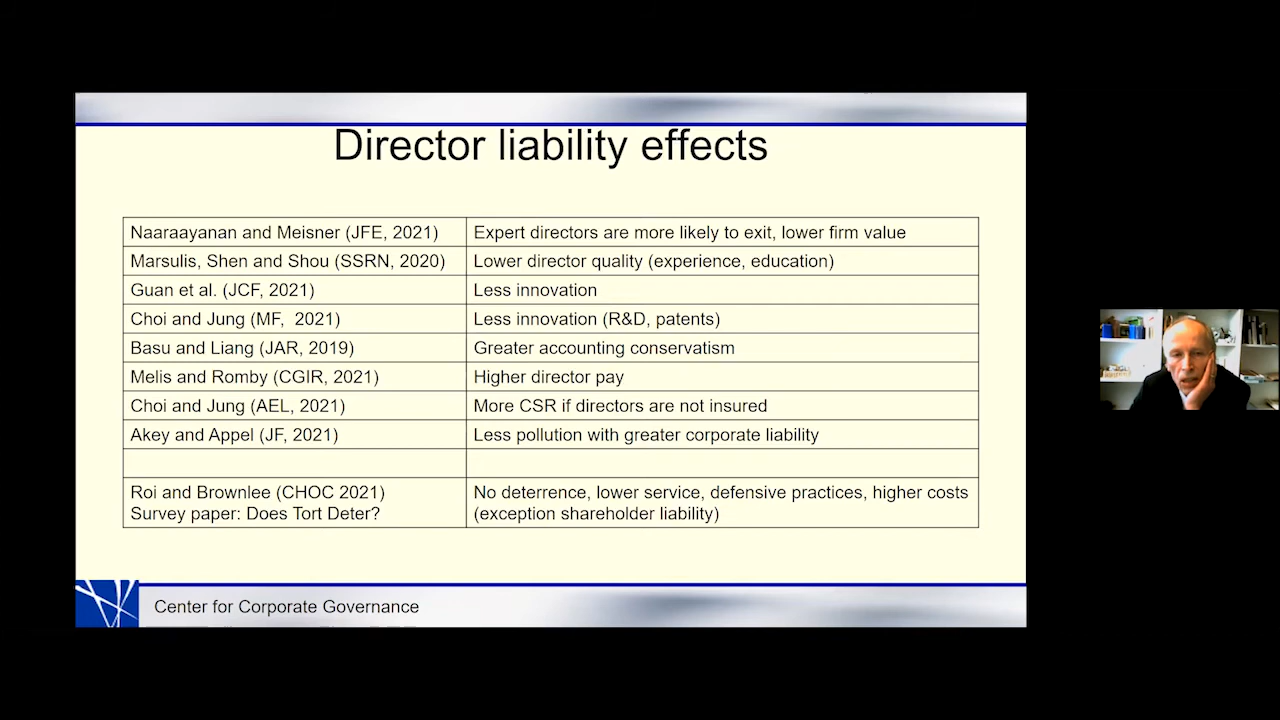 Director liability effects
Naaraayanan and Meisner (JFE, 2021) Expert directors are more likely to exit, lower firm value
Marsulis, Shen and Shou (SSRN, 2020) Lower director quality (experience, education)
Guan et al. (JCF, 2021) Less innovation
Choi and Jung (MF, 2021) Less innovation (R&D, patents)
Basu and Liang (JAR, 2019) Greater accounting conservatism
Melis and Romby (CGIR, 2021) Higher director pay
Choi and Jung (AEL, 2021) More CSR if directors are not insured
Akey and Appel (JF, 2021) Less pollution with greater corporate liability
Roi and Brownlee (CHOC 2021) No deterrence, lower service, defensive practices, higher costs
Survey paper: Does Tort Deter? (exception shareholder liability)
Center for Corporate Governance